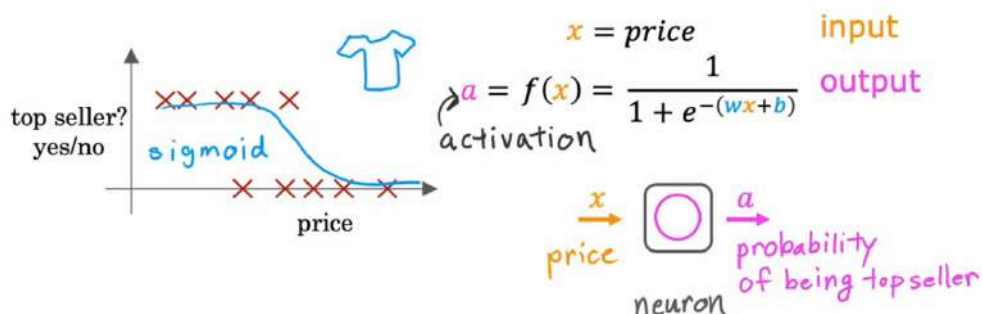 top seller?
yes/no
sigmoid
price
x = price
input
a = f(x) = 1 / (1 + e^-(wx+b))
output
activation
x
a
price
probability
of being topseller
neuron